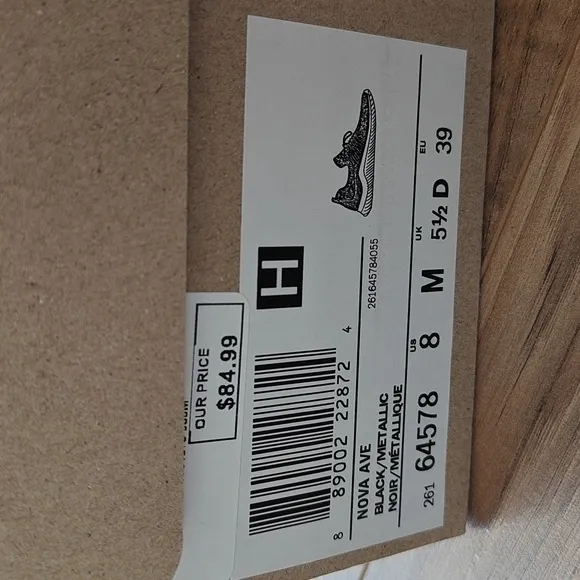 OUR PRICE
$84.99
H
8 89002 22872 4
NOVA AVE
BLACK/METALLIC
NOIR/MÉTALLIQUE
261645784055
US UK EU
261 64578 8 M 5½ D 39